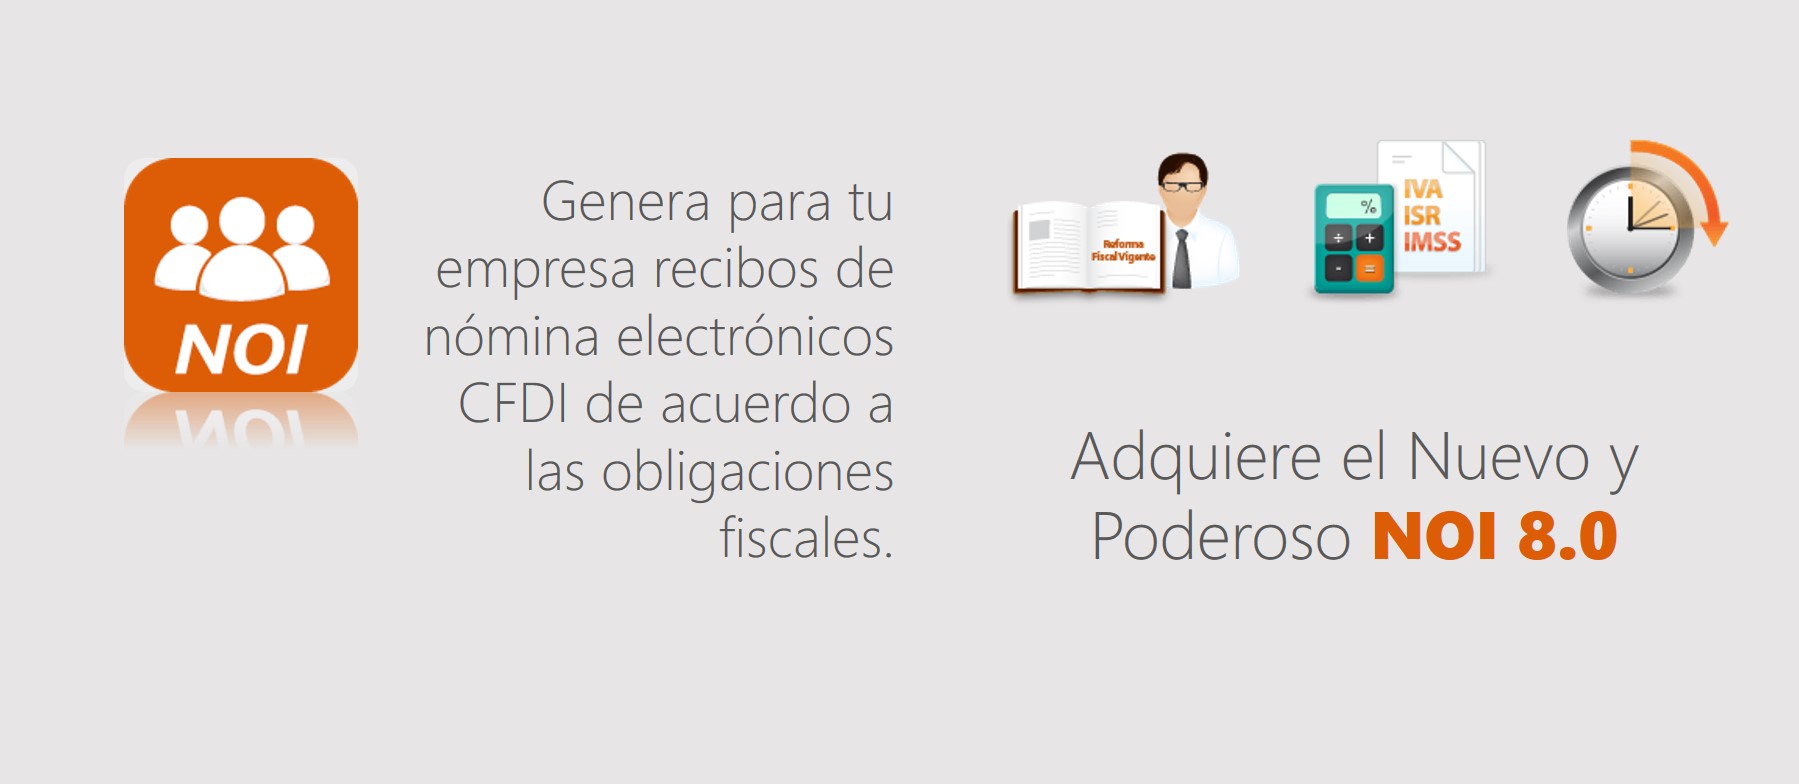 NOI
Genera para tu
empresa recibos de
nómina electrónicos
CFDI de acuerdo a
las obligaciones
fiscales.
Reforma
Fiscal Vigente
%
÷ +
- =
IVA
ISR
IMSS
Adquiere el Nuevo y
Poderoso NOI 8.0